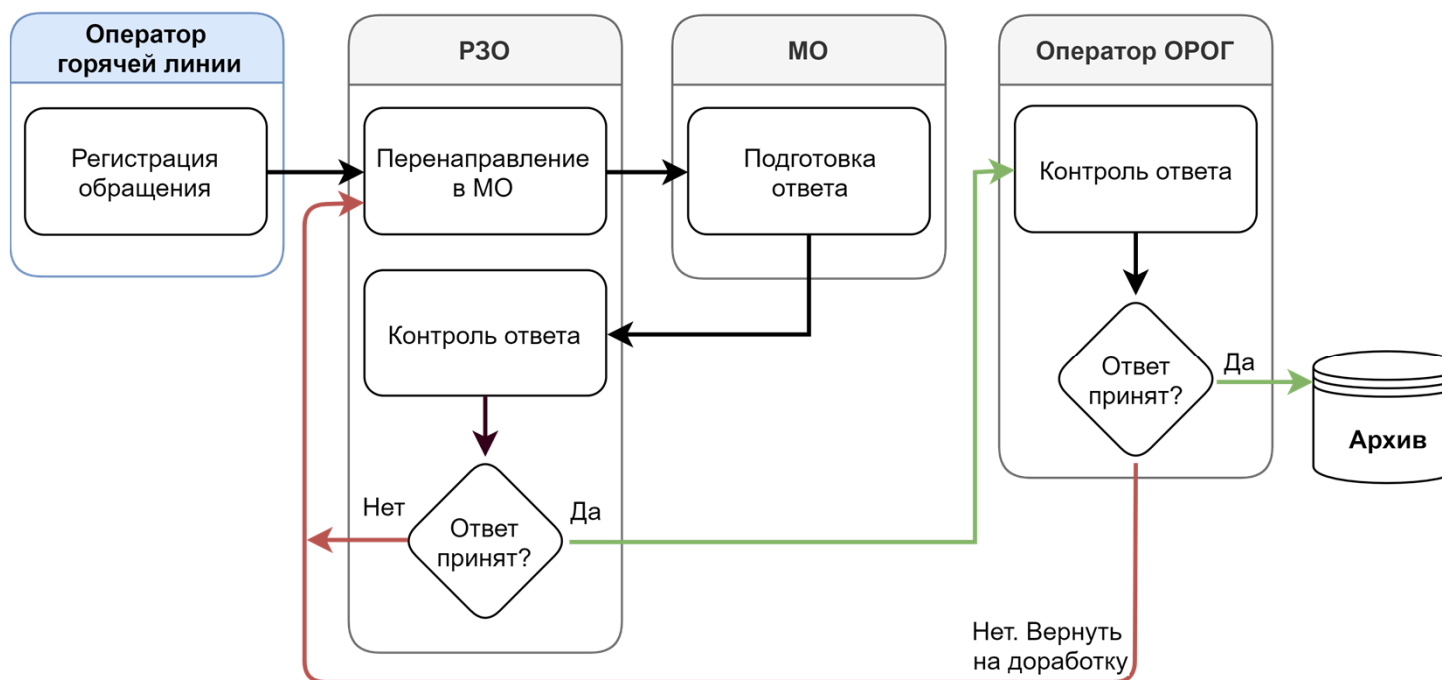 Оператор
горячей линии
РЗО
МО
Оператор ОРОГ
Регистрация
обращения
Перенаправление
в МО
Подготовка
ответа
Контроль ответа
Контроль ответа
Ответ
принят?
Да
Архив
Нет
Ответ
принят?
Да
Нет. Вернуть
на доработку